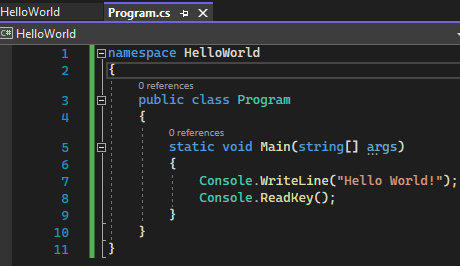 HelloWorld Program.cs
C# HelloWorld
1 namespace HelloWorld
2 {
0 references
3 public class Program
4 {
0 references
5 static void Main(string[] args)
6 {
7 Console.WriteLine("Hello World!");
8 Console.ReadKey();
9 }
10 }
11 }